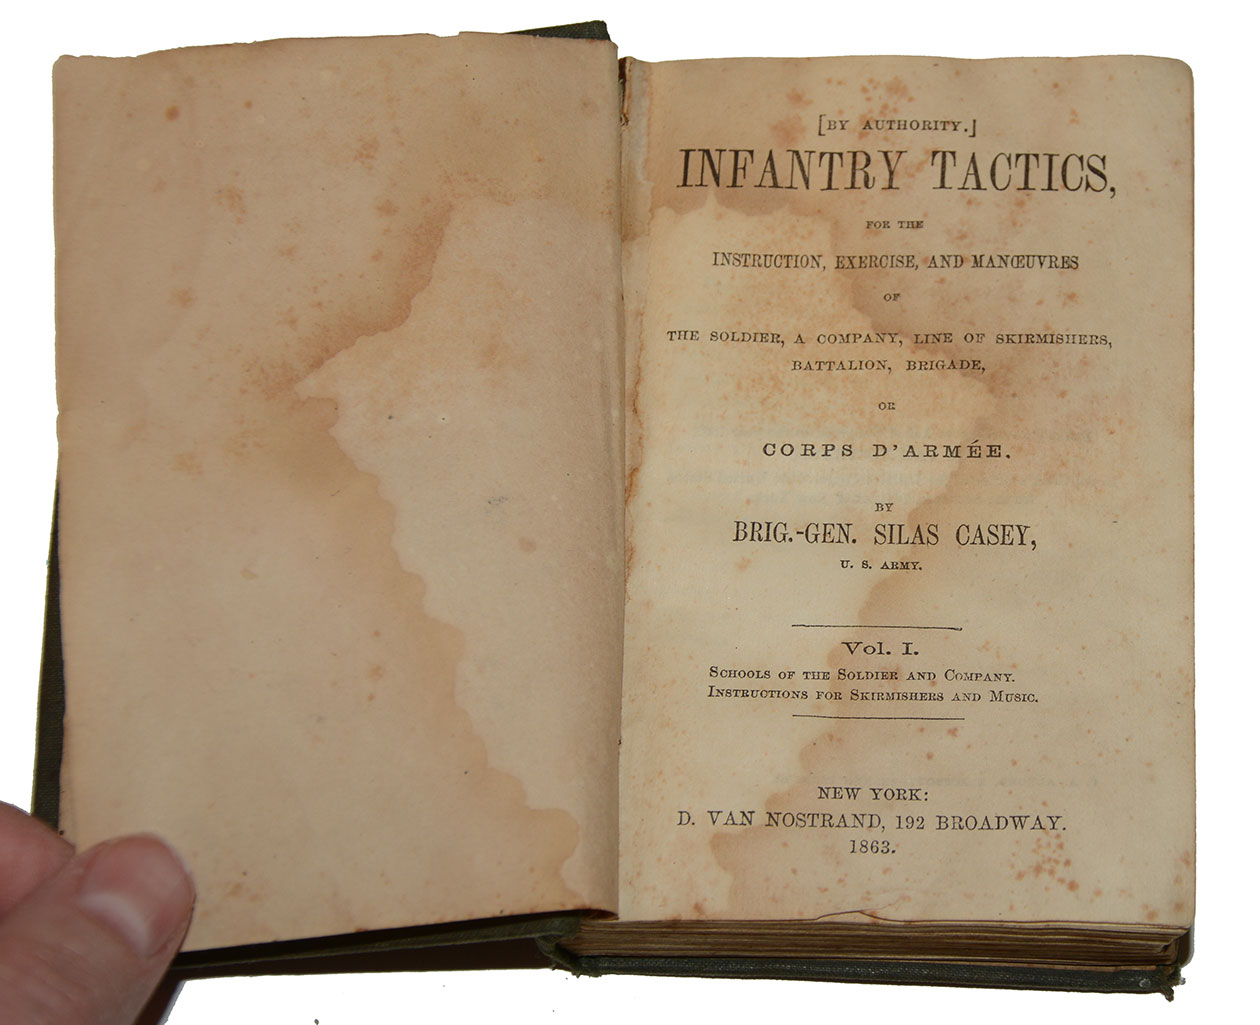 [BY AUTHORITY.]
INFANTRY TACTICS,
FOR THE
INSTRUCTION, EXERCISE, AND MANŒUVRES
OF
THE SOLDIER, A COMPANY, LINE OF SKIRMISHERS,
BATTALION, BRIGADE,
OR
CORPS D'ARMÉE.
BY
BRIG.-GEN. SILAS CASEY,
U. S. ARMY.
Vol. I.
SCHOOLS OF THE SOLDIER AND COMPANY.
INSTRUCTIONS FOR SKIRMISHERS AND MUSIC.
NEW YORK:
D. VAN NOSTRAND, 192 BROADWAY.
1863.